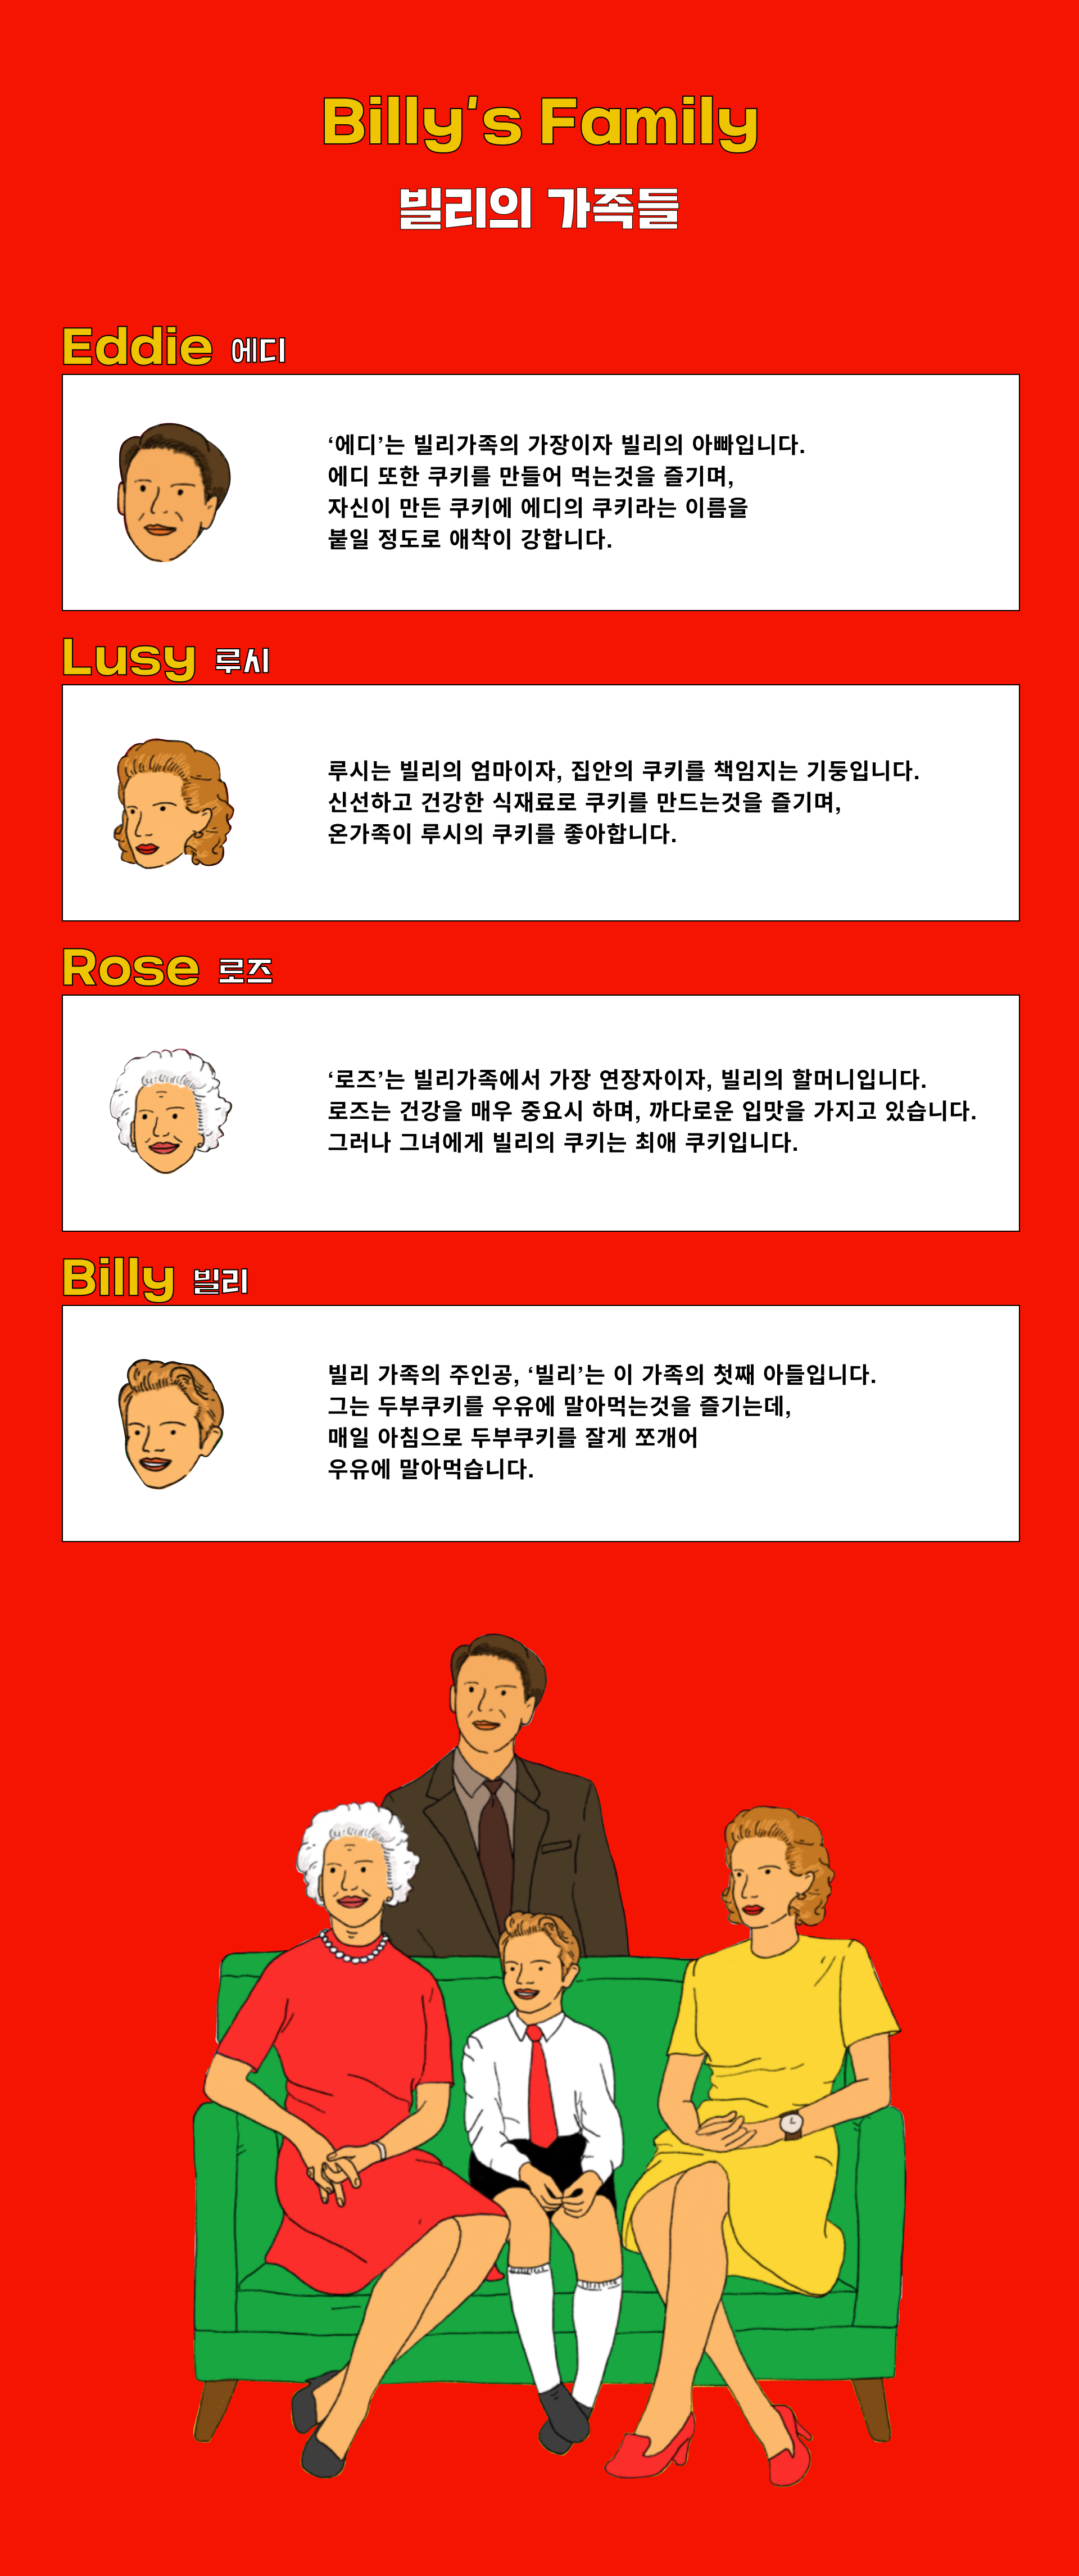 Billy's Family
빌리의 가족들
Eddie 에디
‘에디’는 빌리가족의 가장이자 빌리의 아빠입니다.
에디 또한 쿠키를 만들어 먹는것을 즐기며,
자신이 만든 쿠키에 에디의 쿠키라는 이름을
붙일 정도로 애착이 강합니다.
Lusy 루시
루시는 빌리의 엄마이자, 집안의 쿠키를 책임지는 기둥입니다.
신선하고 건강한 식재료로 쿠키를 만드는것을 즐기며,
온가족이 루시의 쿠키를 좋아합니다.
Rose 로즈
‘로즈’는 빌리가족에서 가장 연장자이자, 빌리의 할머니입니다.
로즈는 건강을 매우 중요시 하며, 까다로운 입맛을 가지고 있습니다.
그러나 그녀에게 빌리의 쿠키는 최애 쿠키입니다.
Billy 빌리
빌리 가족의 주인공, ‘빌리’는 이 가족의 첫째 아들입니다.
그는 두부쿠키를 우유에 말아먹는것을 즐기는데,
매일 아침으로 두부쿠키를 잘게 쪼개어
우유에 말아먹습니다.